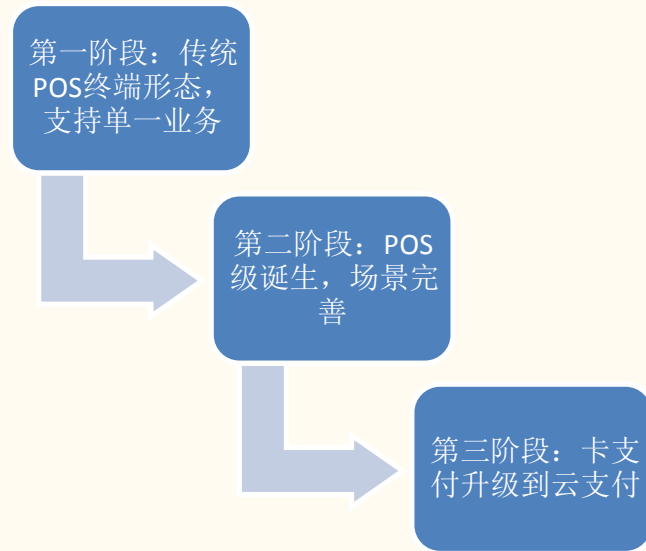 第一阶段：传统
POS终端形态，
支持单一业务
第二阶段：POS
级诞生，场景完
善
第三阶段：卡支
付升级到云支付